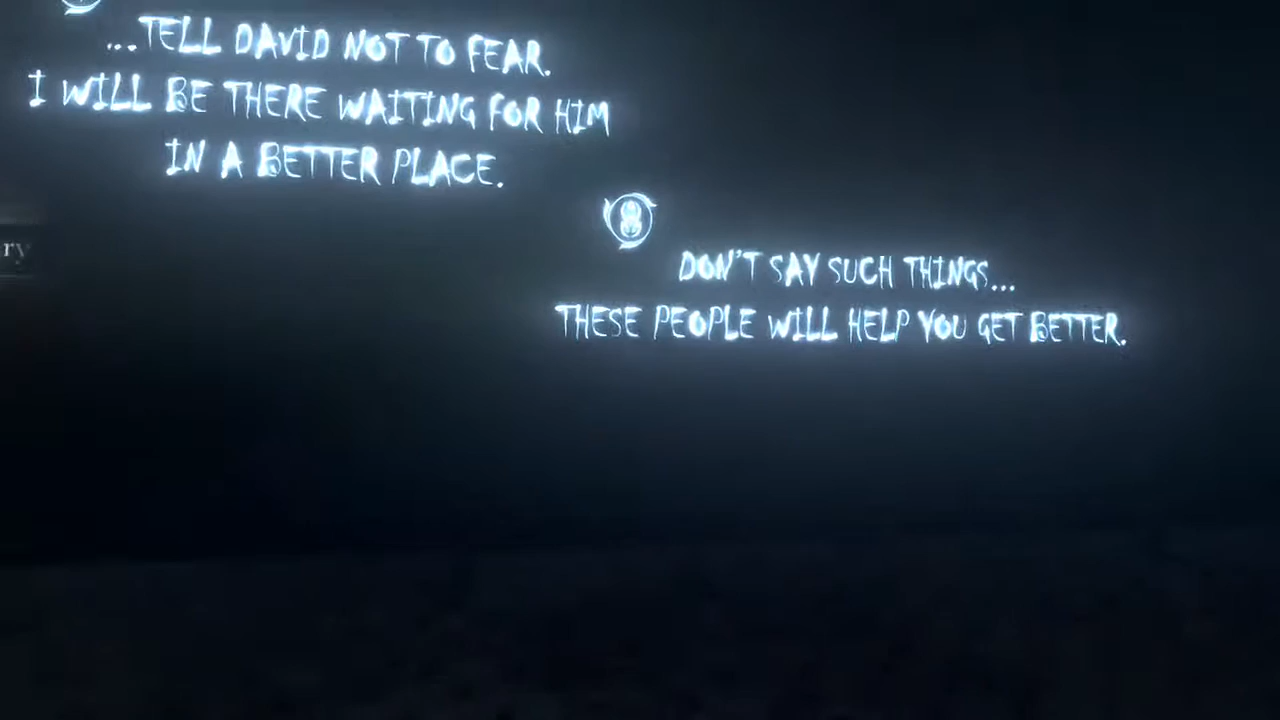 ...TELL DAVID NOT TO FEAR.
I WILL BE THERE WAITING FOR HIM
IN A BETTER PLACE.
ry
DON'T SAY SUCH THINGS...
THESE PEOPLE WILL HELP YOU GET BETTER.